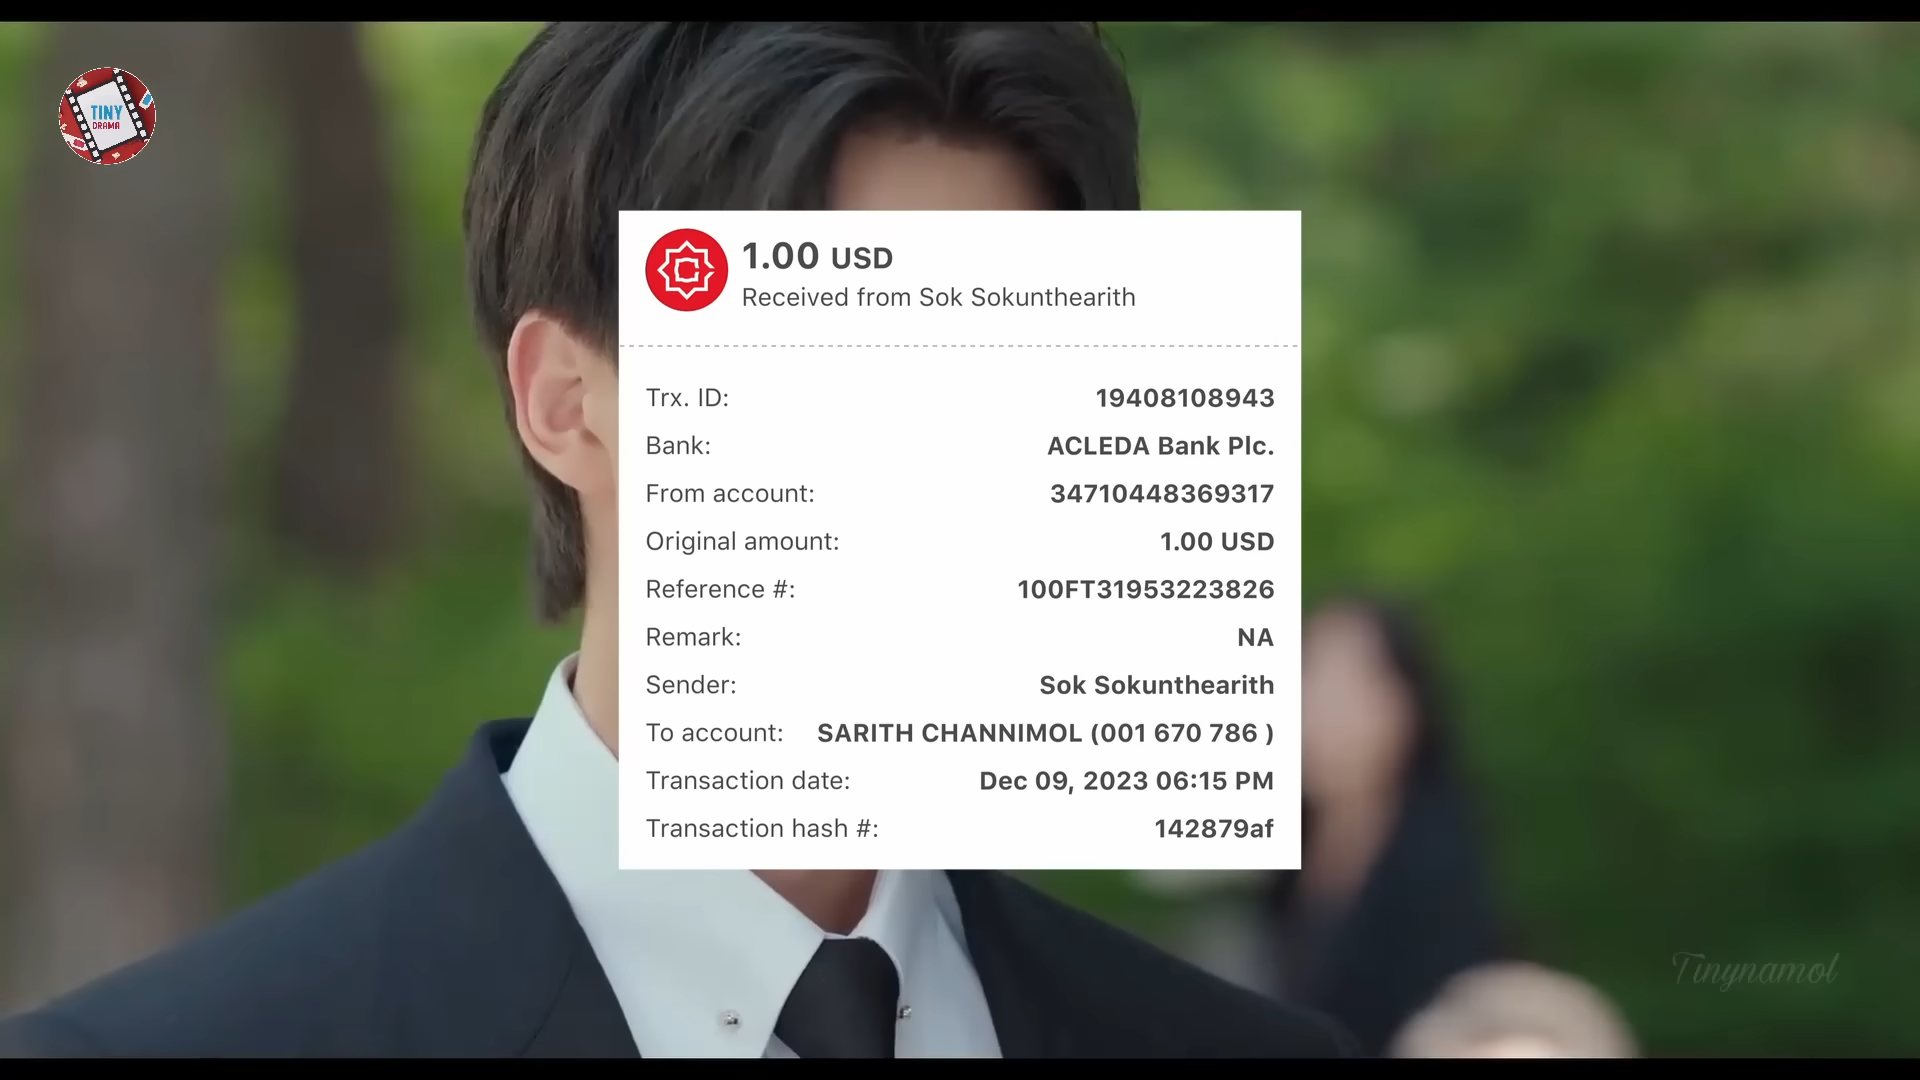 TINY
DRAMA
1.00 USD
Received from Sok Sokunthearith
Trx. ID: 19408108943
Bank: ACLEDA Bank Plc.
From account: 34710448369317
Original amount: 1.00 USD
Reference #: 100FT31953223826
Remark: NA
Sender: Sok Sokunthearith
To account: SARITH CHANNIMOL (001 670 786 )
Transaction date: Dec 09, 2023 06:15 PM
Transaction hash #: 142879af
Tinynamol